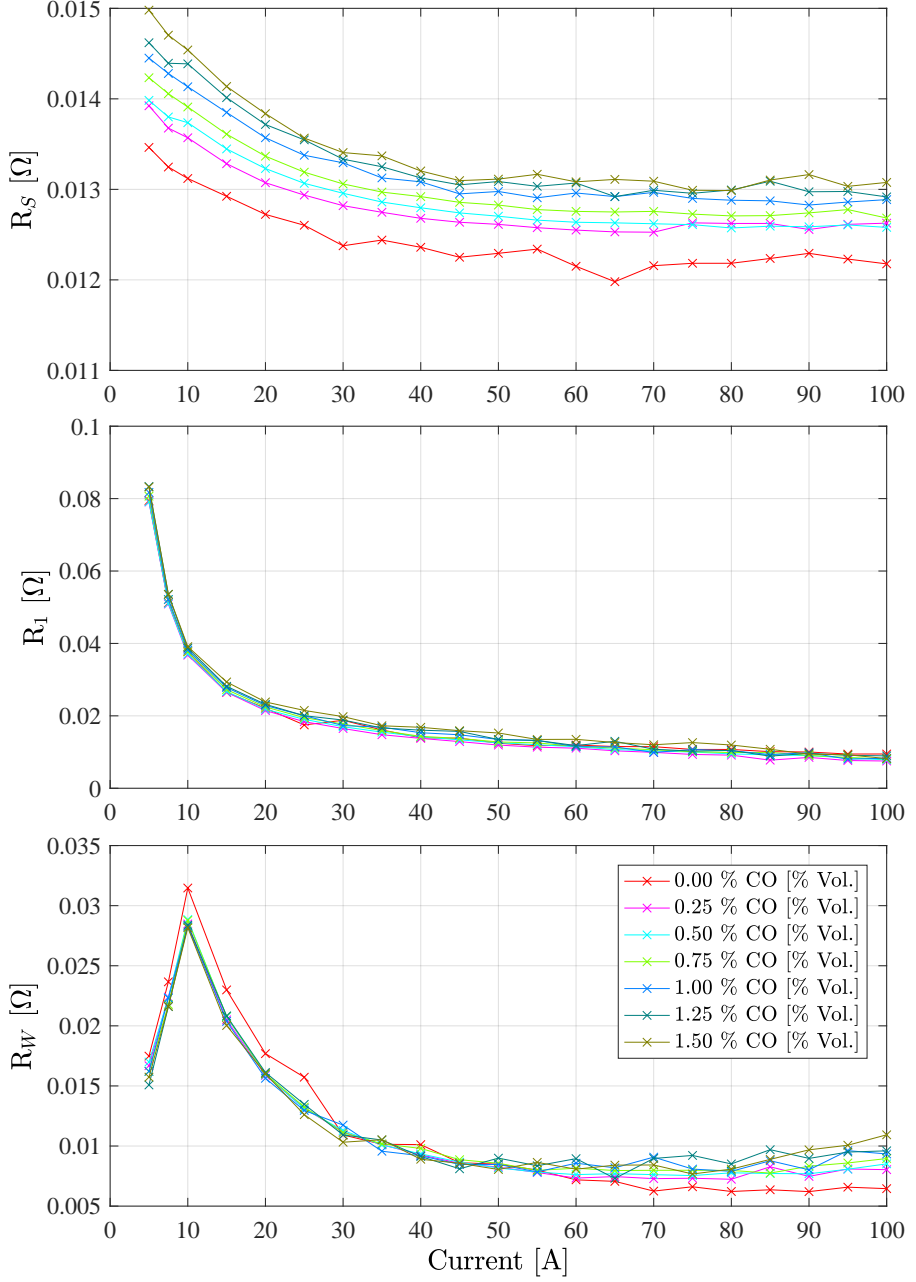 0.015
0.014
0.013
0.012
0.011
R_S [Ω]
0 10 20 30 40 50 60 70 80 90 100
0.1
0.08
0.06
0.04
0.02
0
R_1 [Ω]
0 10 20 30 40 50 60 70 80 90 100
0.035
0.03
0.025
0.02
0.015
0.01
0.005
R_W [Ω]
0.00 % CO [% Vol.]
0.25 % CO [% Vol.]
0.50 % CO [% Vol.]
0.75 % CO [% Vol.]
1.00 % CO [% Vol.]
1.25 % CO [% Vol.]
1.50 % CO [% Vol.]
0 10 20 30 40 50 60 70 80 90 100
Current [A]